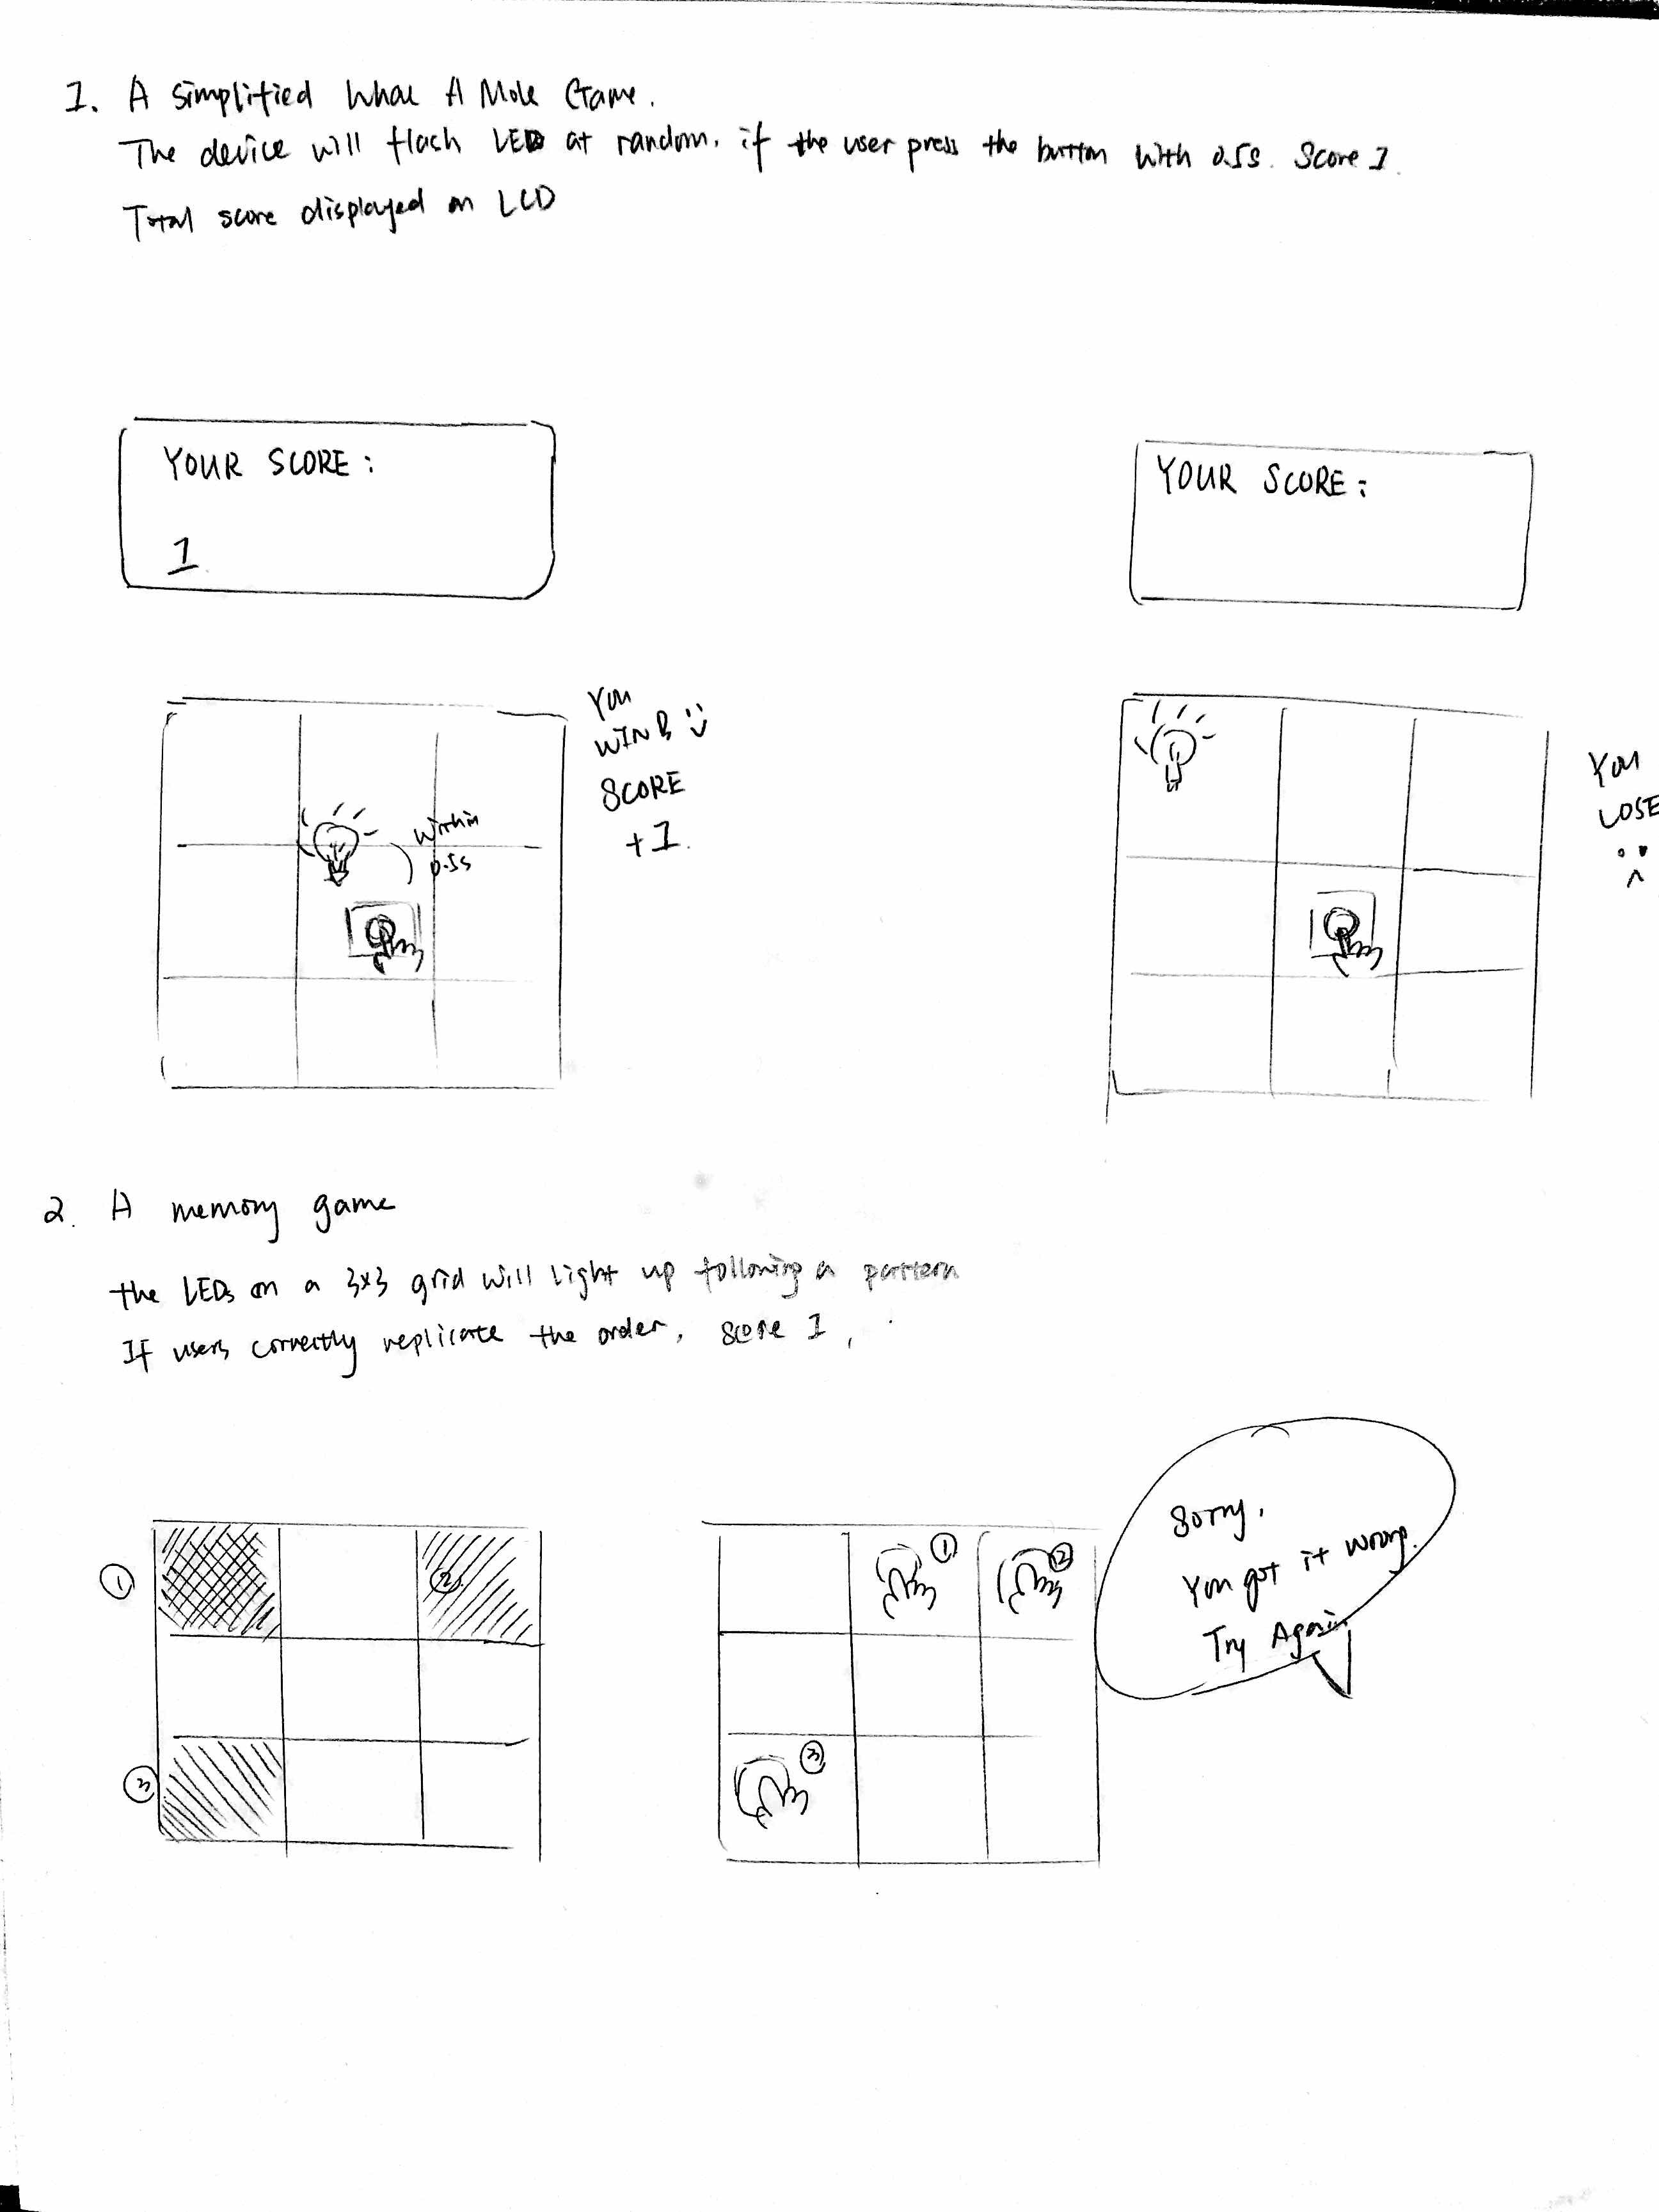 1. A simplified Whac A Mole Game.
The device will flash LED at random. if the user press the button with 0.5s. Score 1.
Total score displayed on LCD
YOUR SCORE:
1
YOUR SCORE:
You
WIN
SCORE
+1.
within
0.5s
You
LOSE
2. A memory game
the LEDs on a 3x3 grid will light up following a pattern
If users correctly replicate the order, score 1,
1
2
3
1
2
3
Sorry,
You got it wrong.
Try Again